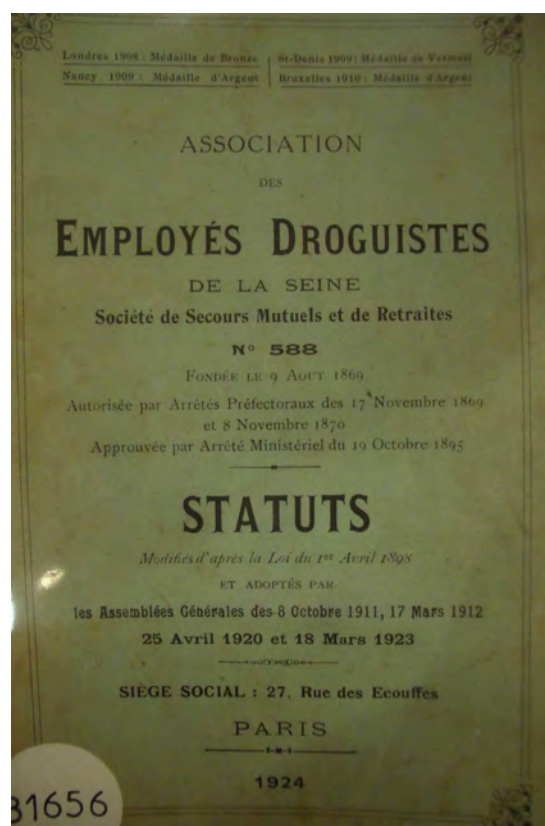 Londres 1908 : Médaille de Bronze
Nancy 1909 : Médaille d'Argent
St-Denis 1909 : Médaille de Vermeil
Bruxelles 1910 : Médaille d'Argent
ASSOCIATION
DES
EMPLOYÉS DROGUISTES
DE LA SEINE
Société de Secours Mutuels et de Retraites
N° 588
FONDÉE LE 9 AOUT 1869
Autorisée par Arrêtés Préfectoraux des 17 Novembre 1869
et 8 Novembre 1870
Approuvée par Arrêté Ministériel du 19 Octobre 1895
STATUTS
Modifiés d'après la Loi du 1er Avril 1898
ET ADOPTÉS PAR
les Assemblées Générales des 8 Octobre 1911, 17 Mars 1912
25 Avril 1920 et 18 Mars 1923
SIÈGE SOCIAL : 27, Rue des Ecouffes
PARIS
1924
31656